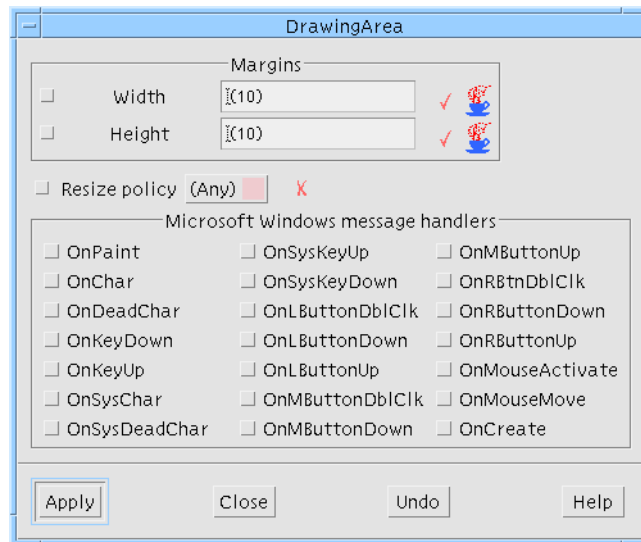 DrawingArea
Margins
Width (10)
Height (10)
Resize policy (Any)
Microsoft Windows message handlers
OnPaint OnSysKeyUp OnMButtonUp
OnChar OnSysKeyDown OnRBtnDblClk
OnDeadChar OnLButtonDblClk OnRButtonDown
OnKeyDown OnLButtonDown OnRButtonUp
OnKeyUp OnLButtonUp OnMouseActivate
OnSysChar OnMButtonDblClk OnMouseMove
OnSysDeadChar OnMButtonDown OnCreate
Apply Close Undo Help